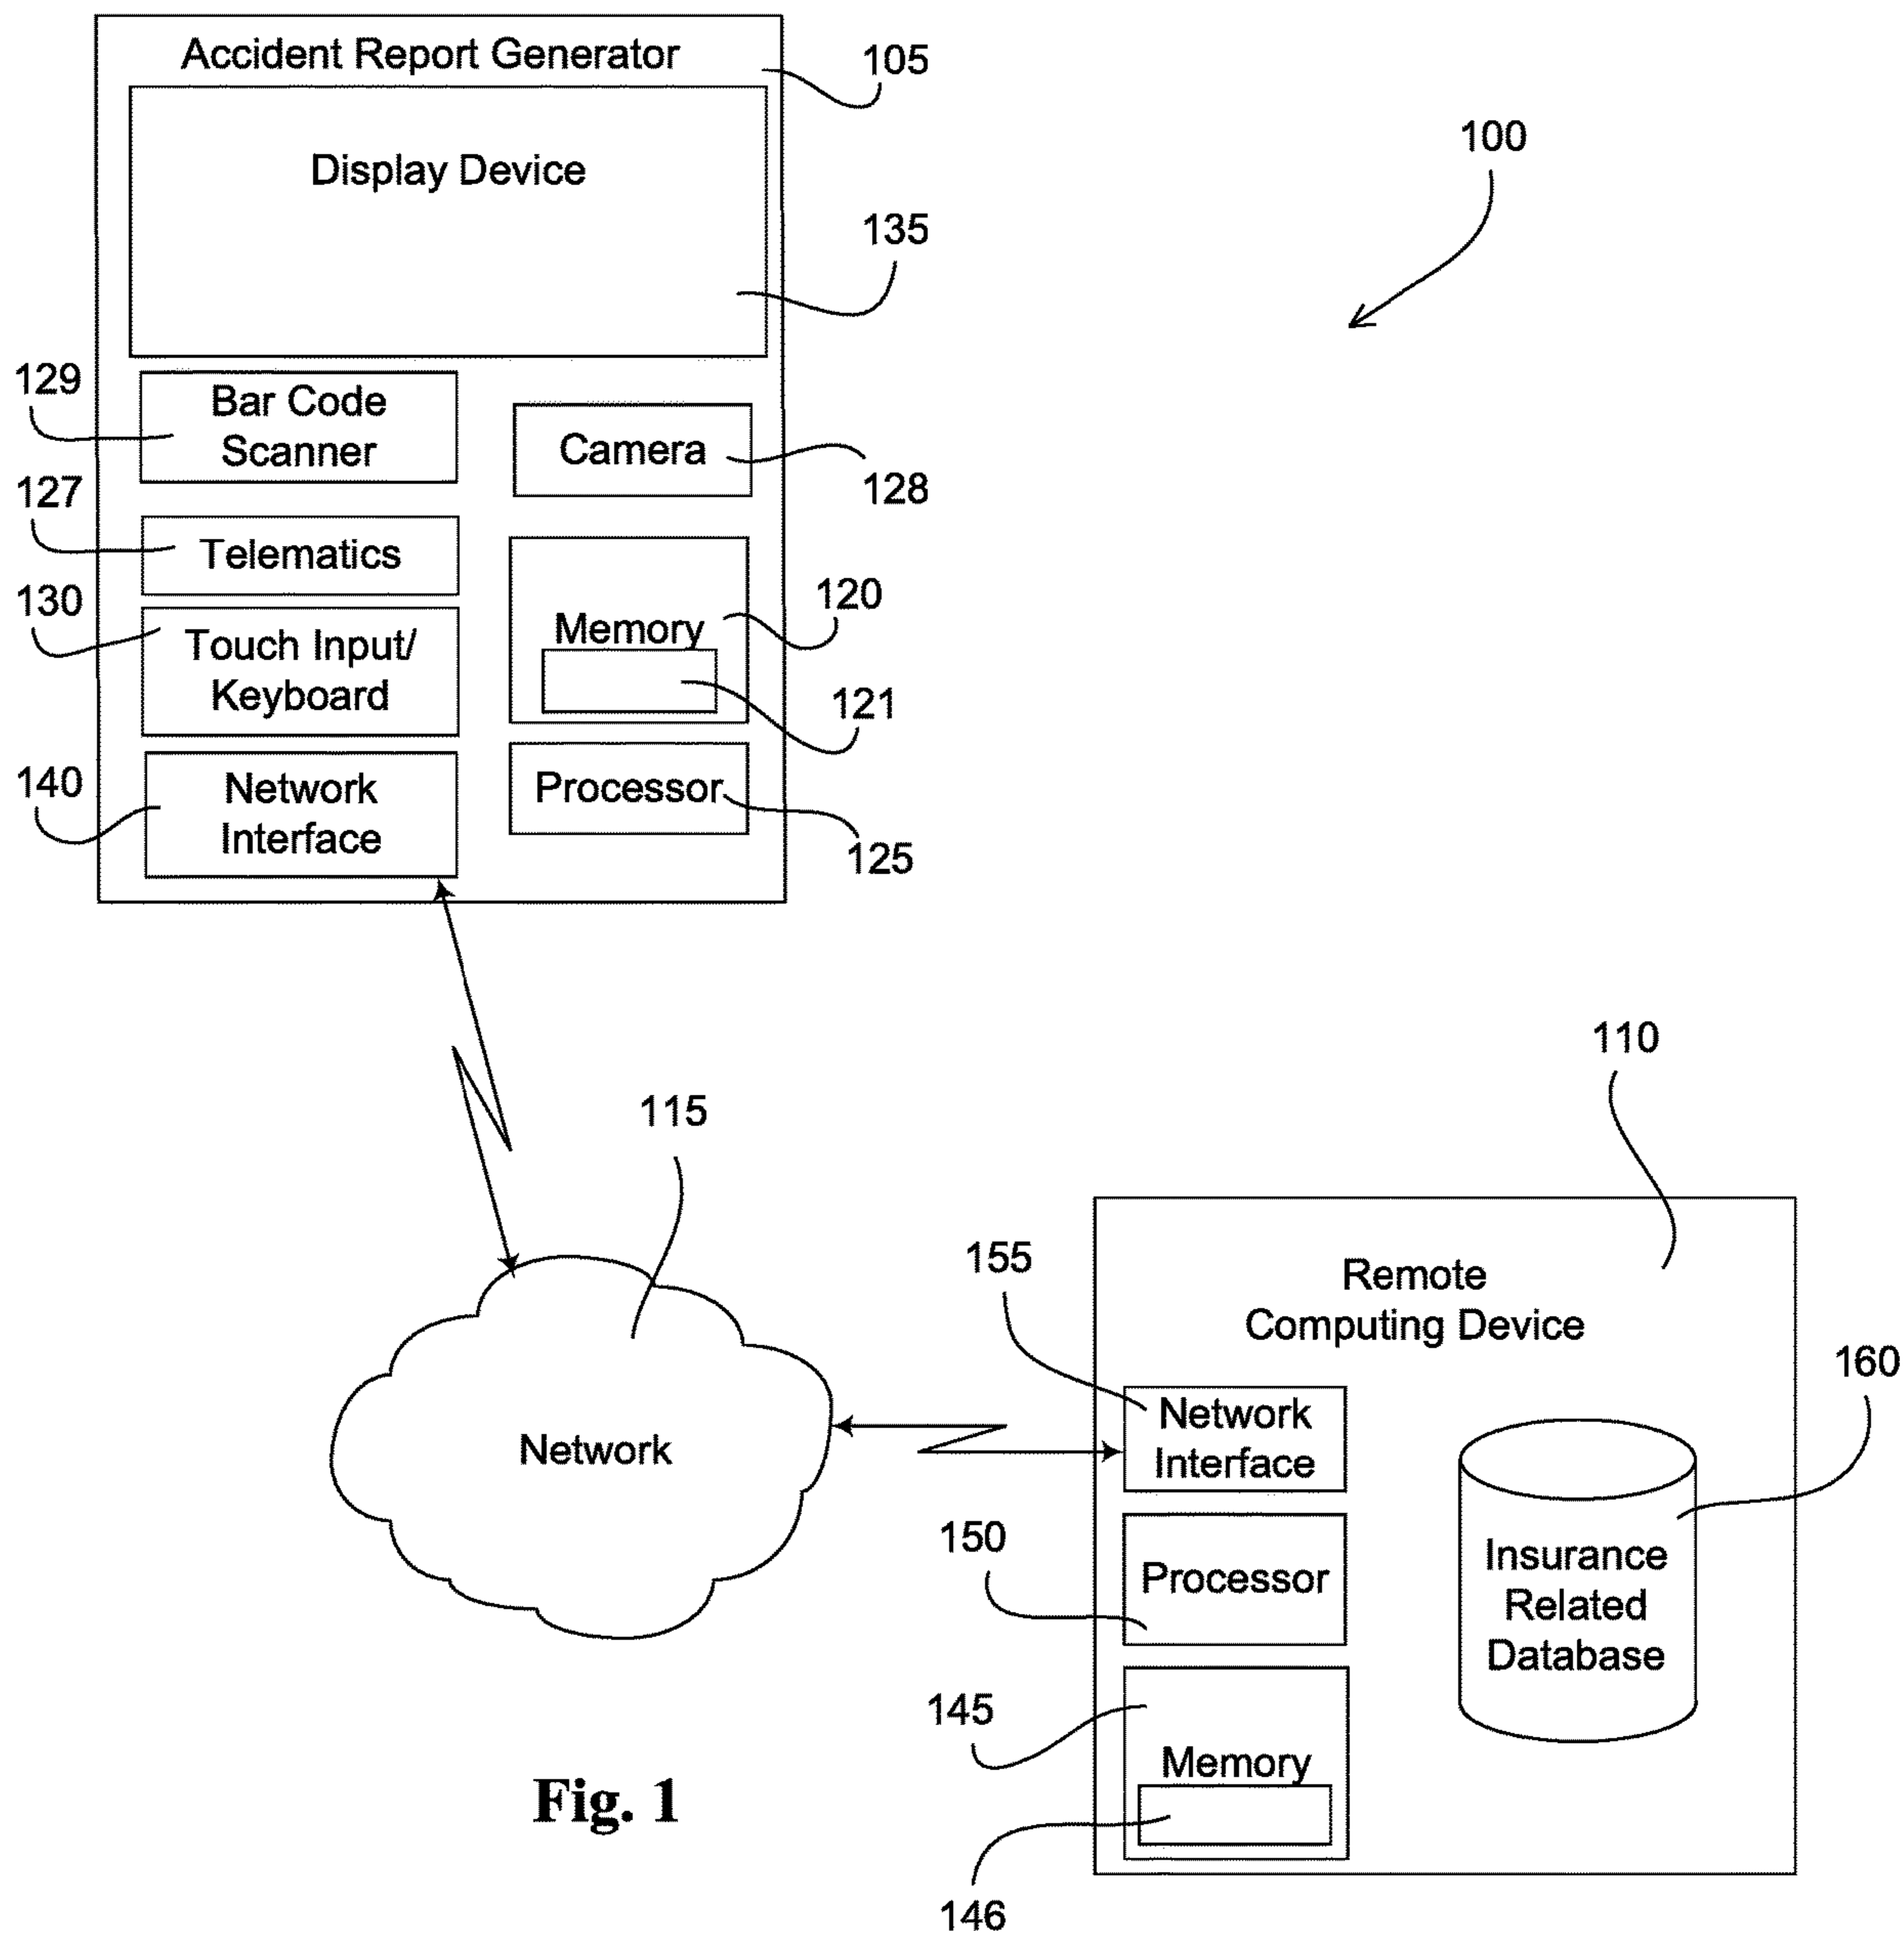 Accident Report Generator
105
Display Device
100
135
129
Bar Code
Scanner
Camera
128
127
Telematics
130
Touch Input/
Keyboard
Memory
120
121
140
Network
Interface
Processor
125
110
115
Network
155
Remote
Computing Device
160
Network
Interface
150
Processor
Insurance
Related
Database
145
Memory
146
Fig. 1